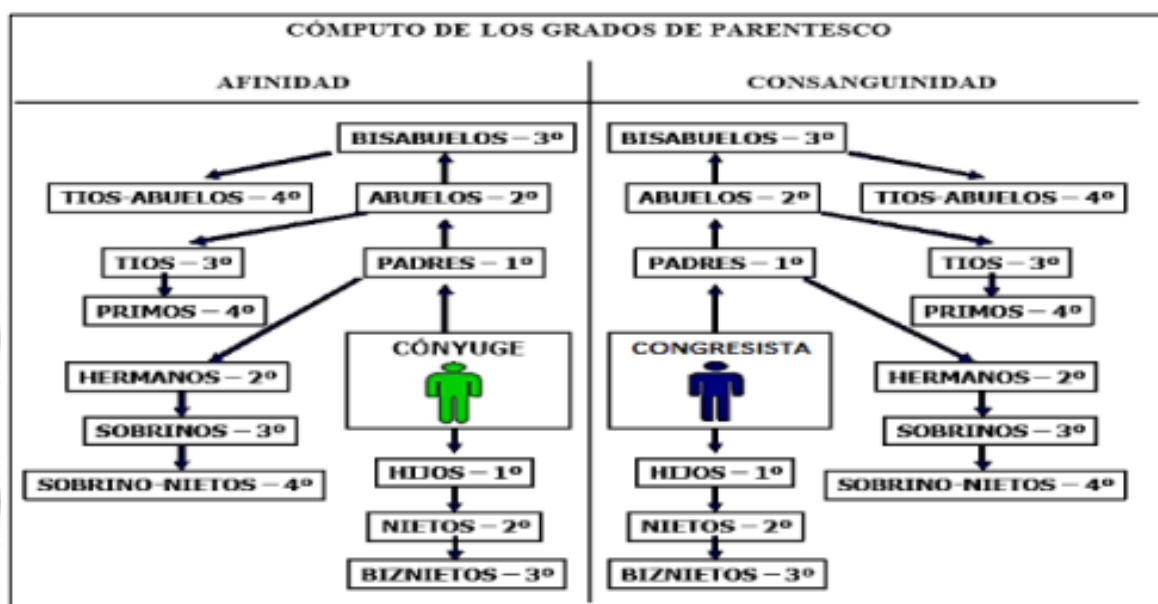 CÓMPUTO DE LOS GRADOS DE PARENTESCO
AFINIDAD
BISABUELOS – 3º
TIOS-ABUELOS – 4º
ABUELOS – 2º
TIOS – 3º
PADRES – 1º
PRIMOS – 4º
CÓNYUGE
HERMANOS – 2º
SOBRINOS – 3º
HIJOS – 1º
SOBRINO-NIETOS – 4º
NIETOS – 2º
BIZNIETOS – 3º
CONSANGUINIDAD
BISABUELOS – 3º
ABUELOS – 2º
TIOS-ABUELOS – 4º
PADRES – 1º
TIOS – 3º
PRIMOS – 4º
CONGRESISTA
HERMANOS – 2º
SOBRINOS – 3º
HIJOS – 1º
SOBRINO-NIETOS – 4º
NIETOS – 2º
BIZNIETOS – 3º